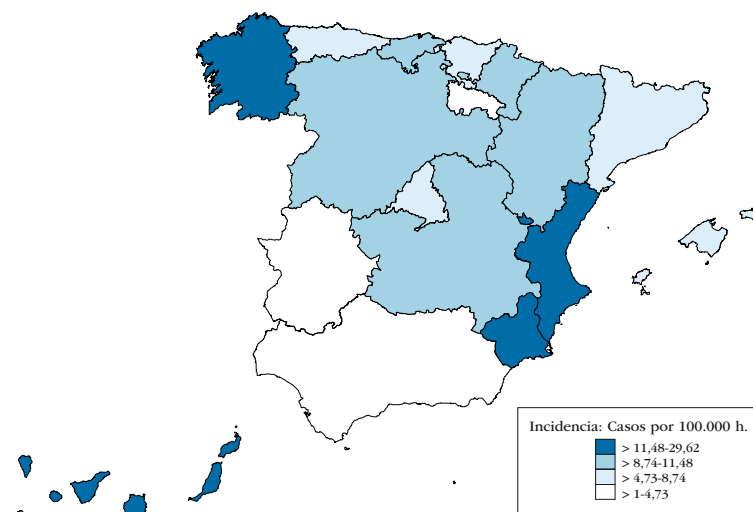 Incidencia: Casos por 100.000 h.
> 11,48-29,62
> 8,74-11,48
> 4,73-8,74
> 1-4,73